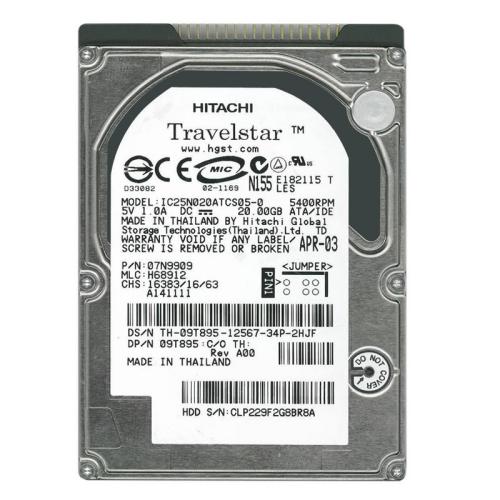 HITACHI
Travelstar ™
www.hgst.com
D33082
MIC
02-1169
N155
E182115 T
LES
MODEL: IC25N020ATCS05-0 5400RPM
5V 1.0A DC 20.00GB ATA/IDE
MADE IN THAILAND BY Hitachi Global
Storage Technologies(Thailand).Ltd. TD
WARRANTY VOID IF ANY LABEL/ APR-03
SCREW IS REMOVED OR BROKEN
P/N: 07N9909
MLC: H68912
CHS: 16383/16/63
A141111
<JUMPER>
PIN1
DS/N TH-09T895-12567-34P-2HJF
DP/N 09T895: C/O TH:
Rev A00
MADE IN THAILAND
DO NOT COVER
HDD S/N: CLP229F2G8BR8A